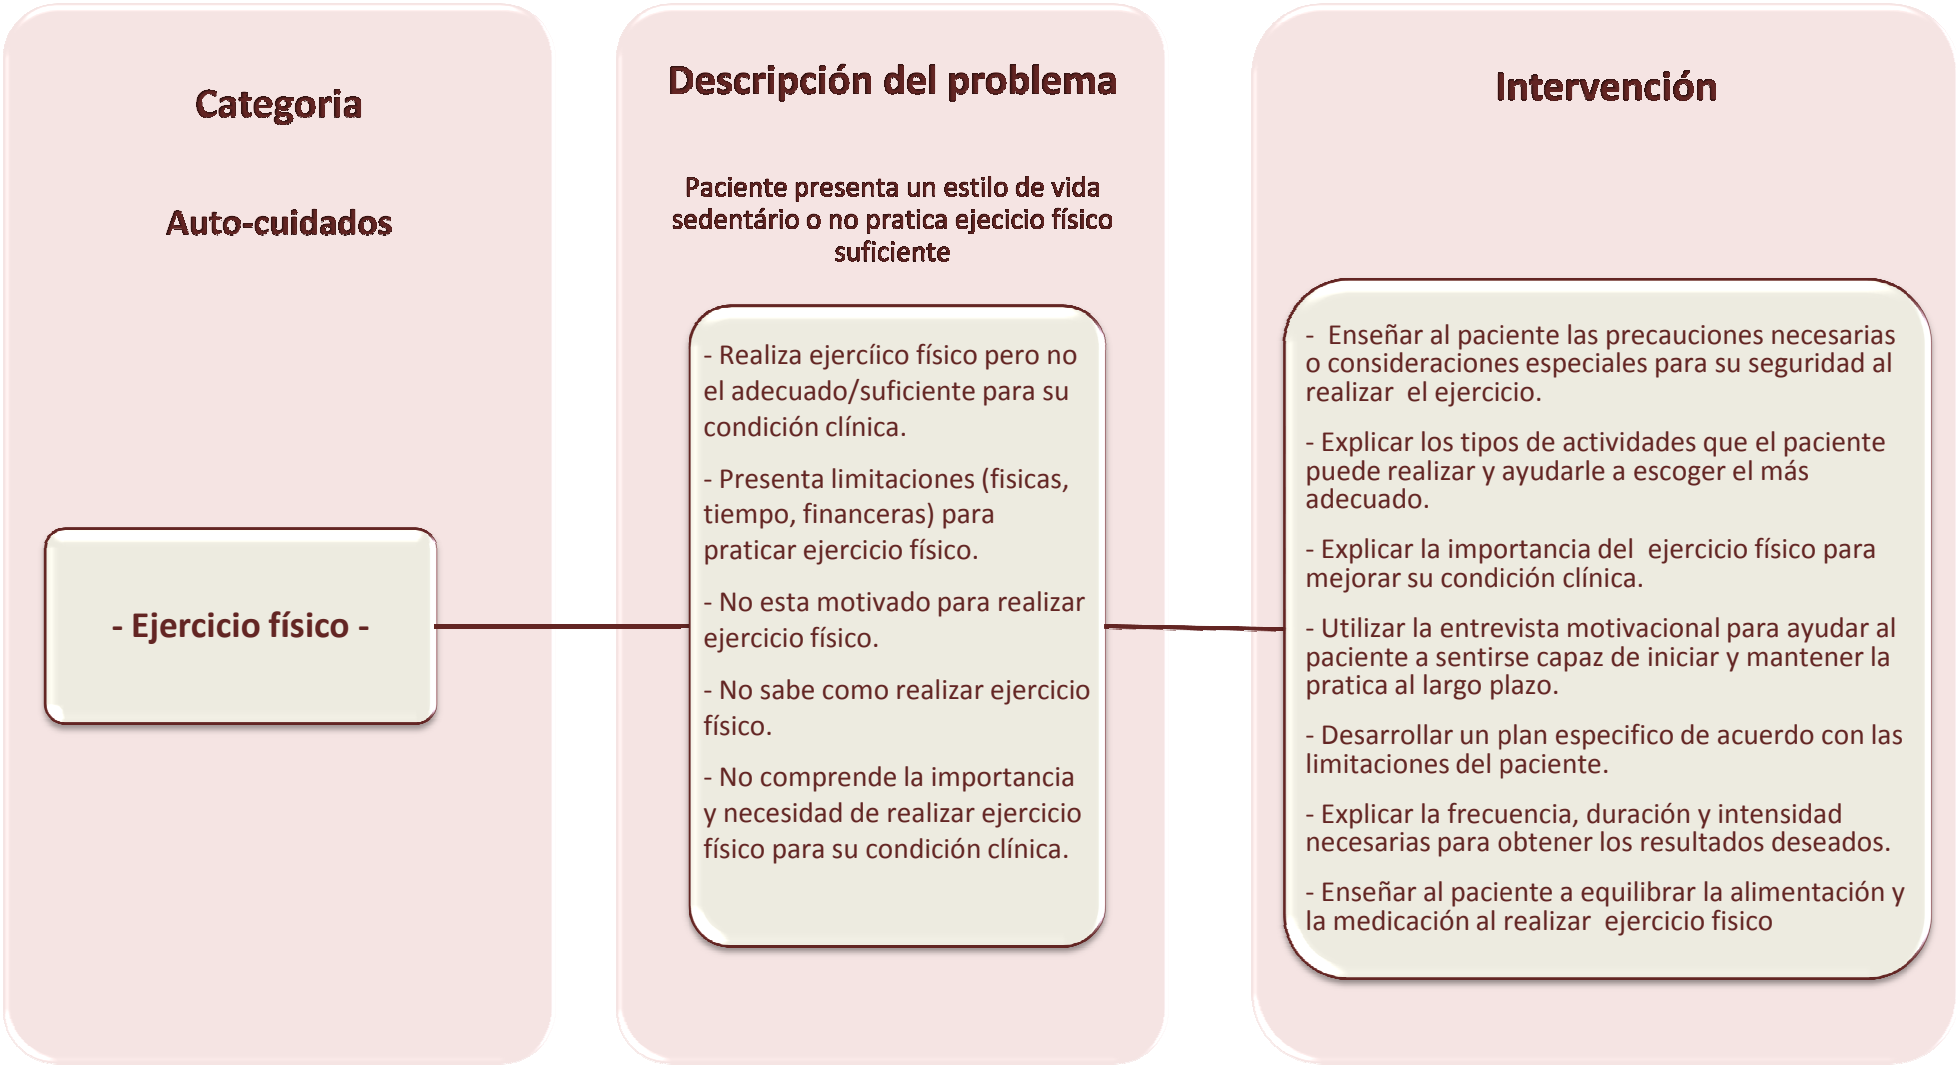 Categoria
Auto-cuidados
- Ejercicio físico -
Descripción del problema
Paciente presenta un estilo de vida
sedentário o no pratica ejecicio físico
suficiente
- Realiza ejercíico físico pero no
el adecuado/suficiente para su
condición clínica.
- Presenta limitaciones (fisicas,
tiempo, financeras) para
praticar ejercicio físico.
- No esta motivado para realizar
ejercicio físico.
- No sabe como realizar ejercicio
físico.
- No comprende la importancia
y necesidad de realizar ejercicio
físico para su condición clínica.
Intervención
- Enseñar al paciente las precauciones necesarias
o consideraciones especiales para su seguridad al
realizar el ejercicio.
- Explicar los tipos de actividades que el paciente
puede realizar y ayudarle a escoger el más
adecuado.
- Explicar la importancia del ejercicio físico para
mejorar su condición clínica.
- Utilizar la entrevista motivacional para ayudar al
paciente a sentirse capaz de iniciar y mantener la
pratica al largo plazo.
- Desarrollar un plan especifico de acuerdo con las
limitaciones del paciente.
- Explicar la frecuencia, duración y intensidad
necesarias para obtener los resultados deseados.
- Enseñar al paciente a equilibrar la alimentación y
la medicación al realizar ejercicio fisico